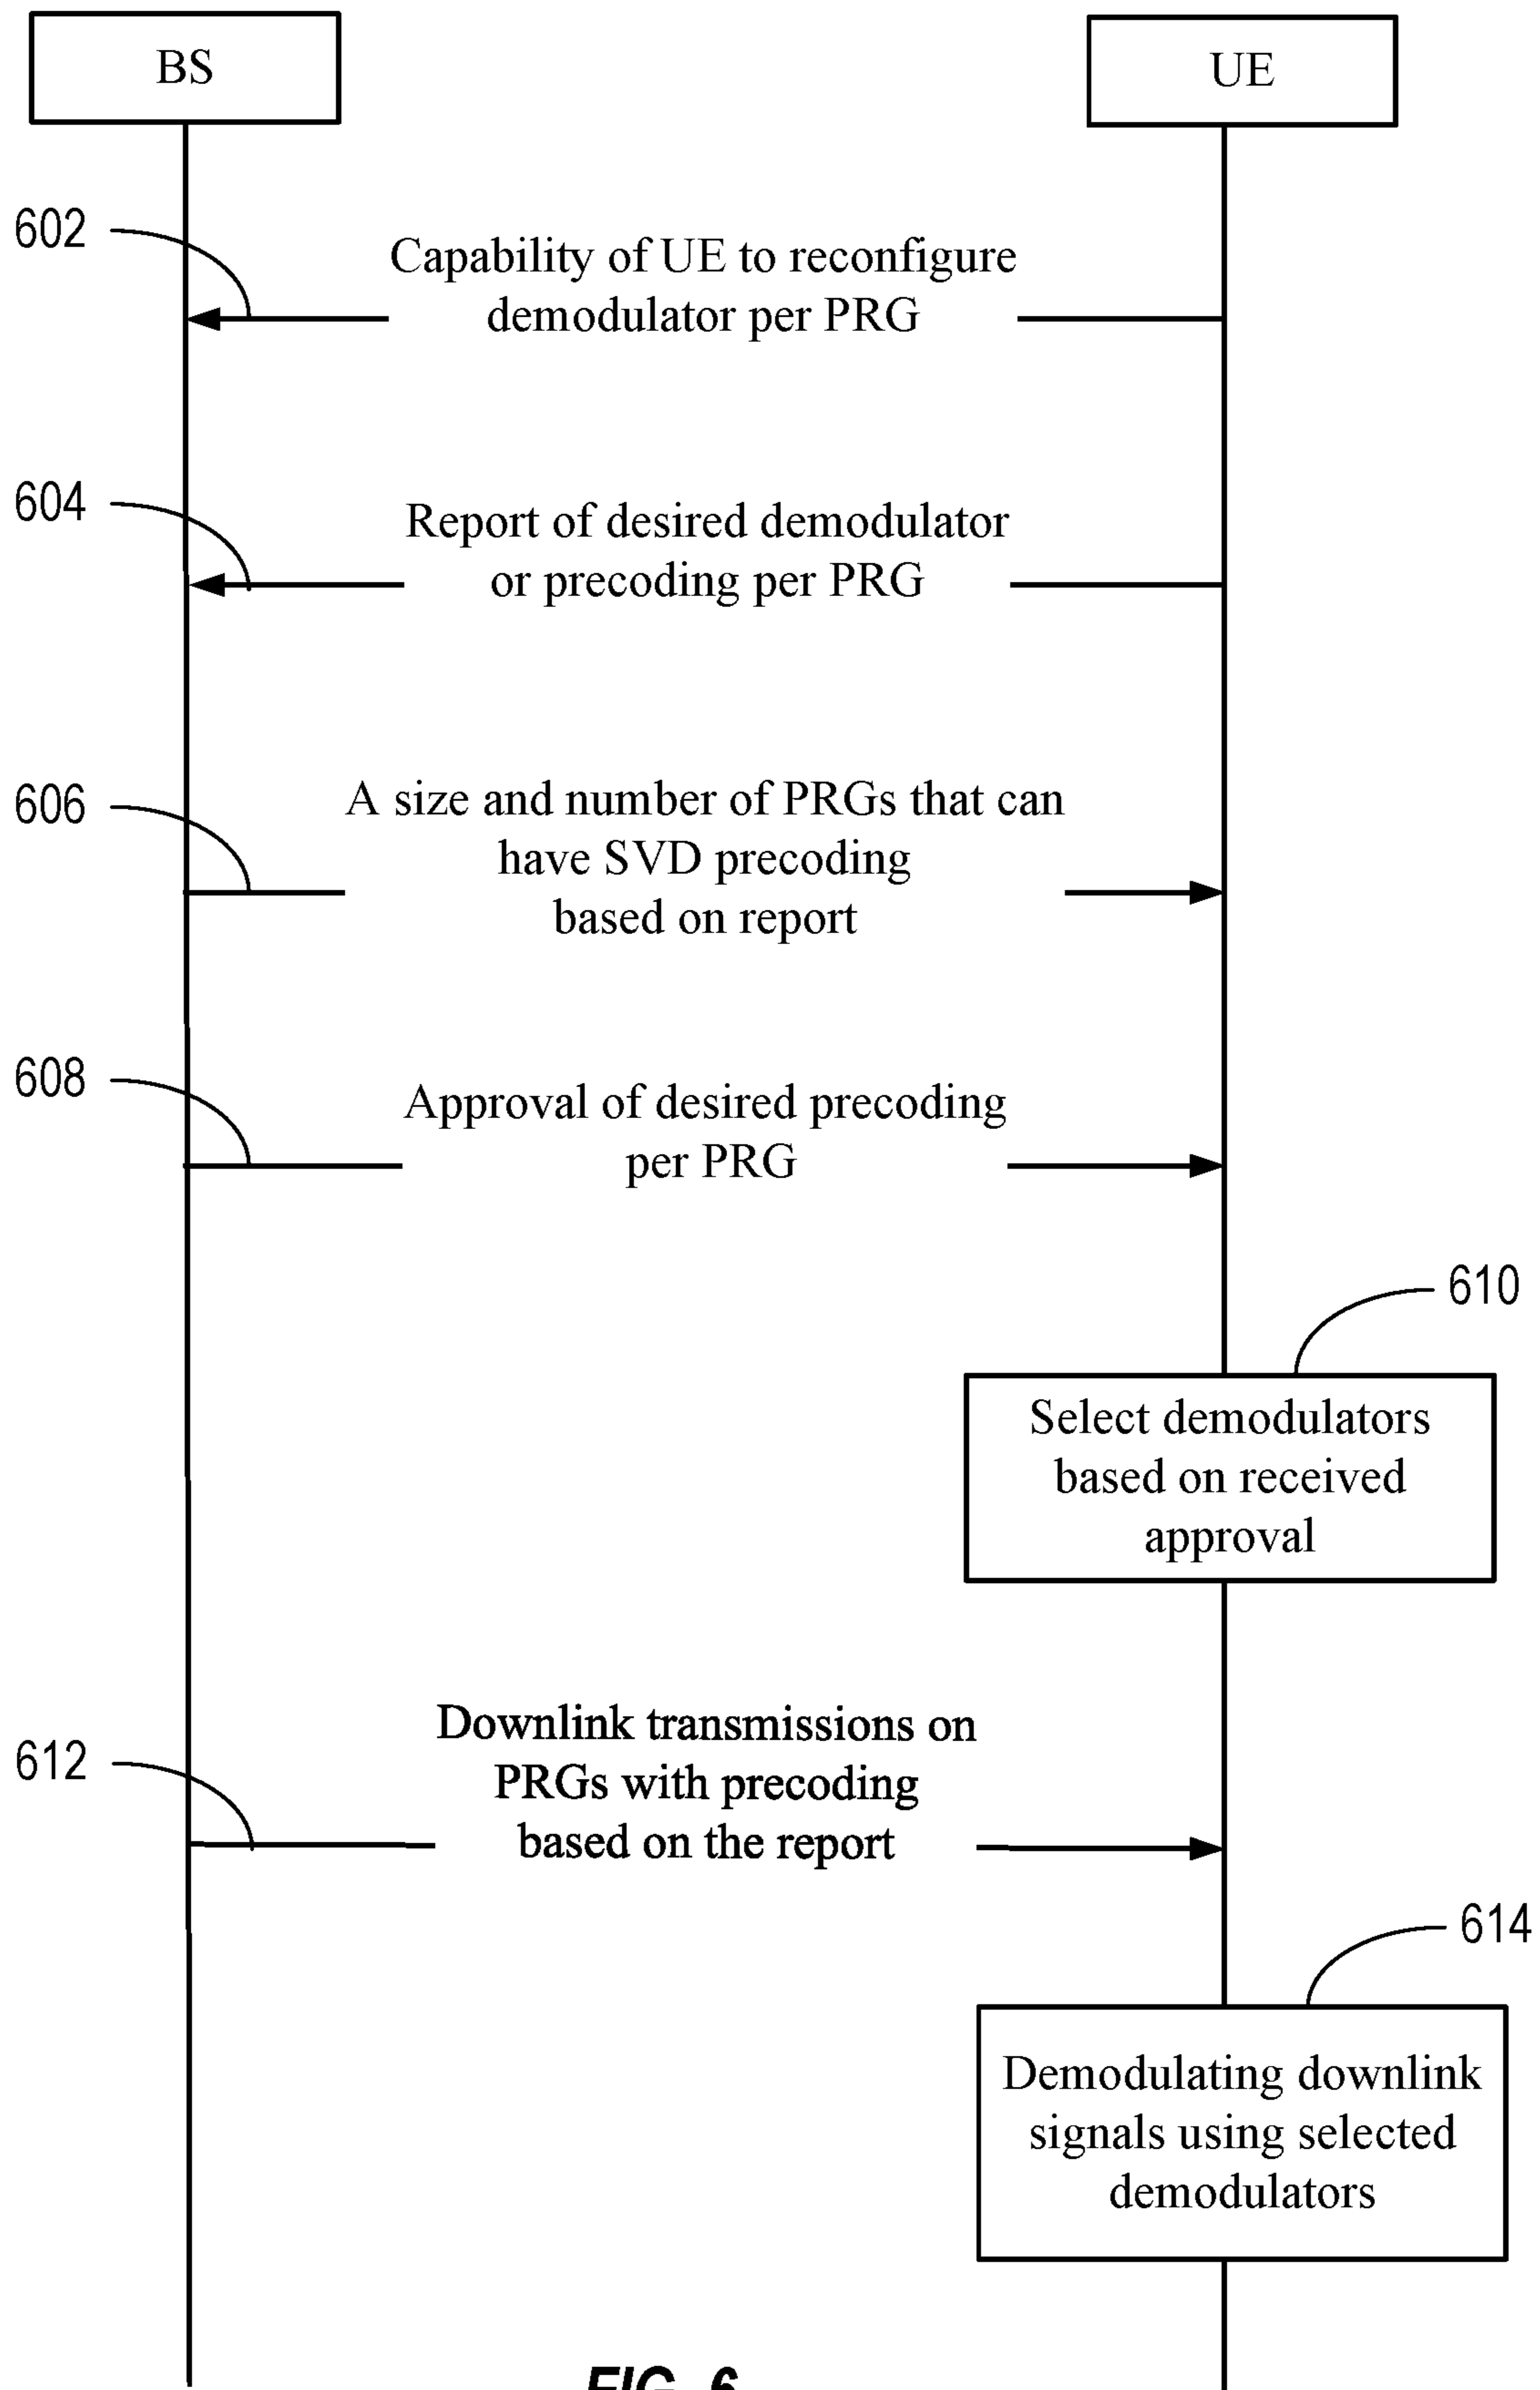 BS
UE
602
Capability of UE to reconfigure
demodulator per PRG
604
Report of desired demodulator
or precoding per PRG
606
A size and number of PRGs that can
have SVD precoding
based on report
608
Approval of desired precoding
per PRG
610
Select demodulators
based on received
approval
612
Downlink transmissions on
PRGs with precoding
based on the report
614
Demodulating downlink
signals using selected
demodulators
FIG. 6